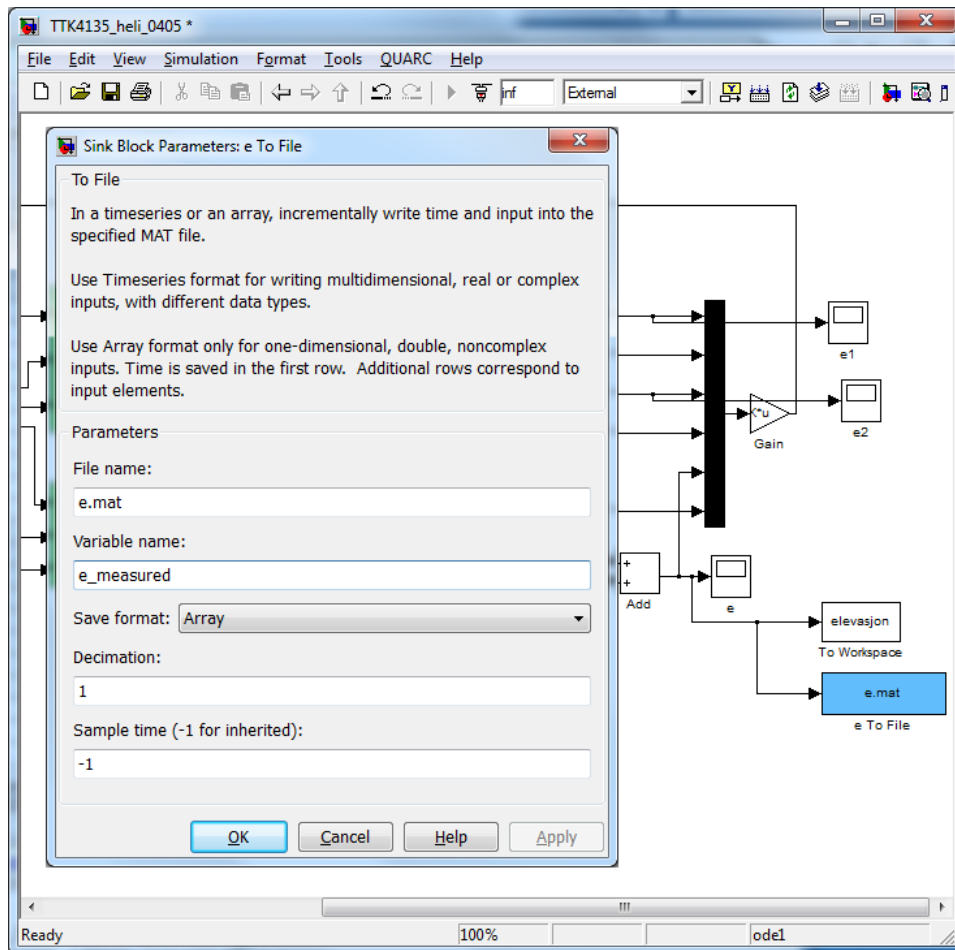 TTK4135_heli_0405 *
File Edit View Simulation Format Tools QUARC Help
inf External
Sink Block Parameters: e To File
To File
In a timeseries or an array, incrementally write time and input into the
specified MAT file.
Use Timeseries format for writing multidimensional, real or complex
inputs, with different data types.
Use Array format only for one-dimensional, double, noncomplex
inputs. Time is saved in the first row. Additional rows correspond to
input elements.
Parameters
File name:
e.mat
Variable name:
e_measured
Save format: Array
Decimation:
1
Sample time (-1 for inherited):
-1
OK Cancel Help Apply
e1
e2
K*u
Gain
Add
e
elevasjon
To Workspace
e.mat
e To File
Ready 100% ode1